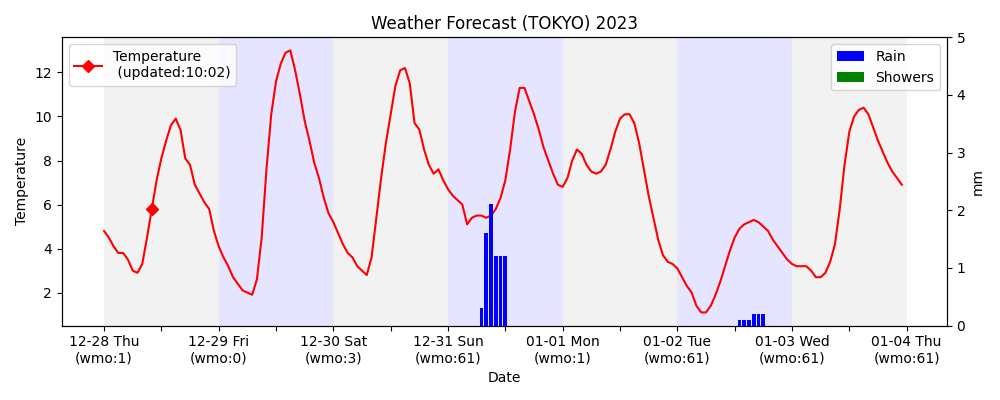 Weather Forecast (TOKYO) 2023
Temperature
(updated:10:02)
Rain
Showers
Temperature
12
10
8
6
4
2
5
4
3
2
1
0
mm
12-28 Thu
(wmo:1)
12-29 Fri
(wmo:0)
12-30 Sat
(wmo:3)
12-31 Sun
(wmo:61)
01-01 Mon
(wmo:1)
01-02 Tue
(wmo:61)
01-03 Wed
(wmo:61)
01-04 Thu
(wmo:61)
Date